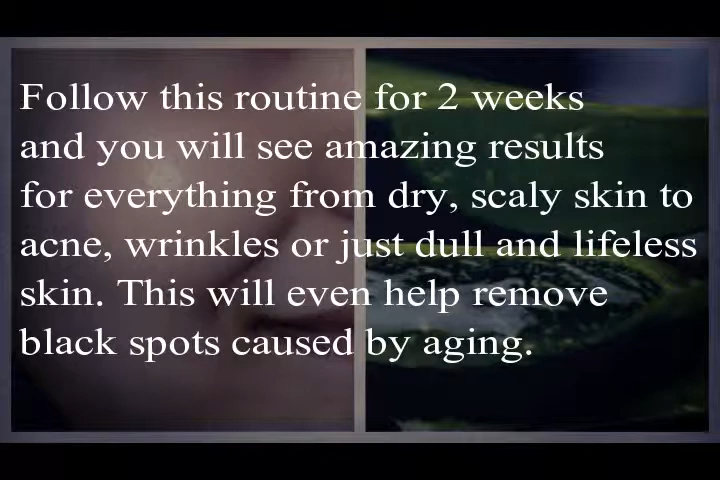 Follow this routine for 2 weeks
and you will see amazing results
for everything from dry, scaly skin to
acne, wrinkles or just dull and lifeless
skin. This will even help remove
black spots caused by aging.